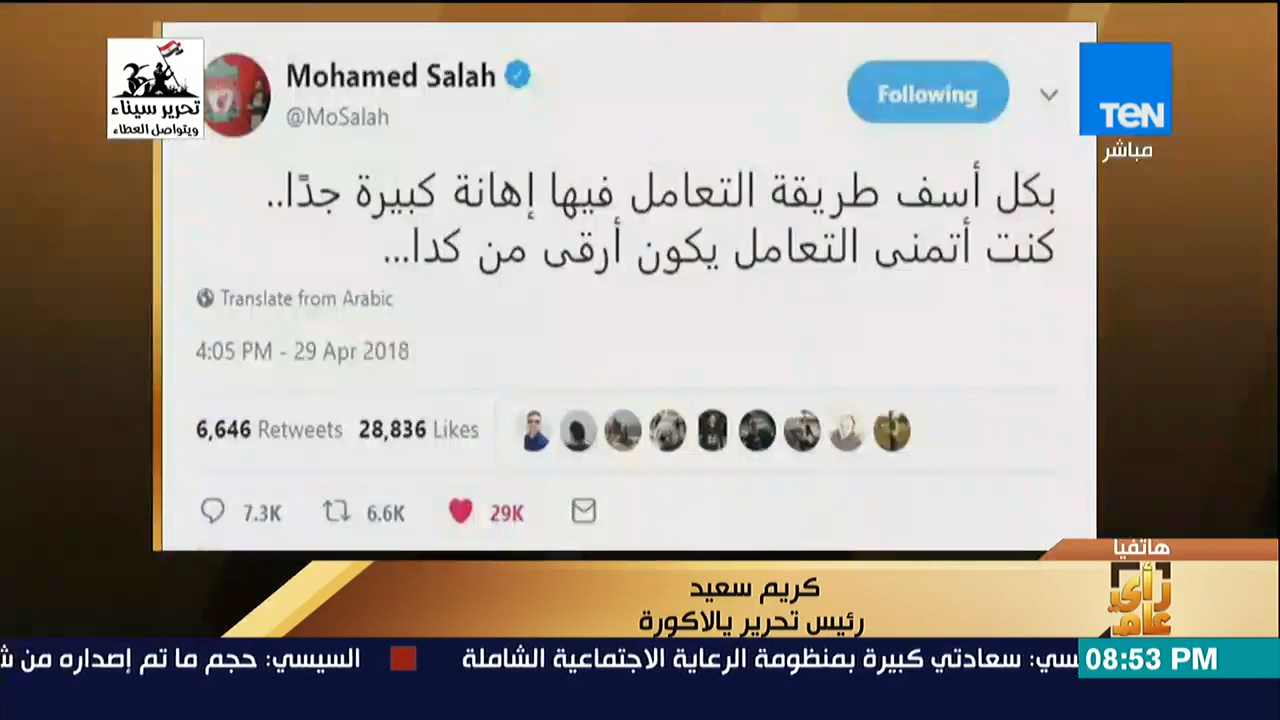 تحرير سيناء
ويتواصل العطاء
Mohamed Salah
@MoSalah
Following
TEN
مباشر
بكل أسف طريقة التعامل فيها إهانة كبيرة جدًا..
كنت أتمنى التعامل يكون أرقى من كدا...
Translate from Arabic
4:05 PM - 29 Apr 2018
6,646 Retweets 28,836 Likes
7.3K 6.6K 29K
هاتفيا
رأى عام
كريم سعيد
رئيس تحرير يالاكورة
سي: سعادتي كبيرة بمنظومة الرعاية الاجتماعية الشاملة السيسي: حجم ما تم إصداره من ش
08:53 PM